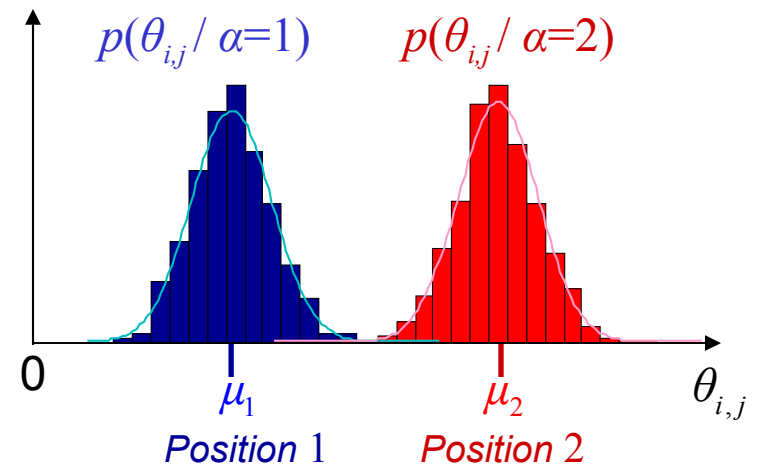 p(θi,j / α=1) p(θi,j / α=2)
0 μ1 μ2 θi,j
Position 1 Position 2